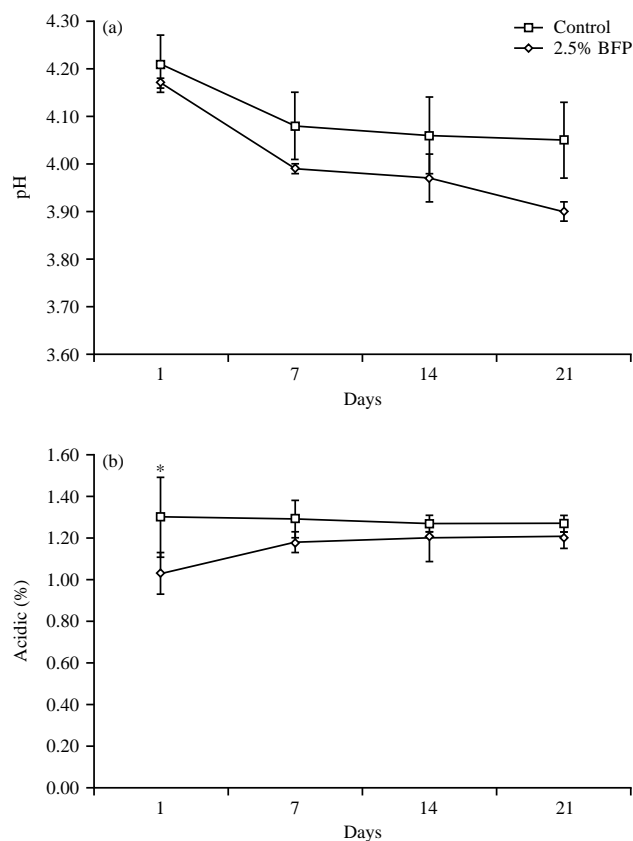 (a)
Control
2.5% BFP
4.30
4.20
4.10
4.00
3.90
3.80
3.70
3.60
pH
1 7 14 21
Days
(b)
*
1.60
1.40
1.20
1.00
0.80
0.60
0.40
0.20
0.00
Acidic (%)
1 7 14 21
Days